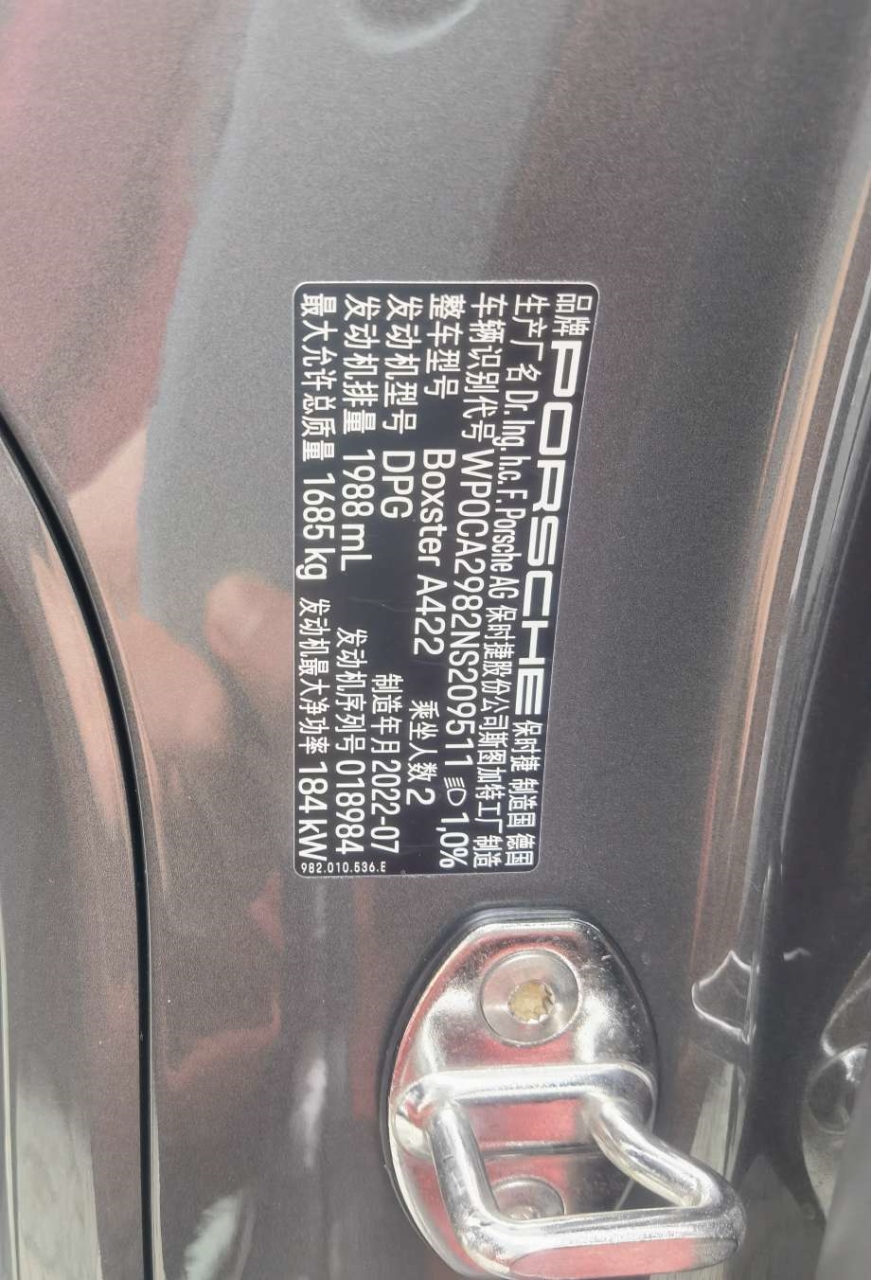 品牌 PORSCHE 保时捷 制造国 德国
生产厂名 Dr. Ing. h.c. F. Porsche AG 保时捷股份公司斯图加特工厂 制造
车辆识别代号 WP0CA2982NS209511 1,0%
整车型号 Boxster A422 乘坐人数 2
发动机型号 DPG 制造年月 2022-07
发动机排量 1988 mL 发动机序列号 018984
最大允许总质量 1685 kg 发动机最大净功率 184 kW
982.010.536.E